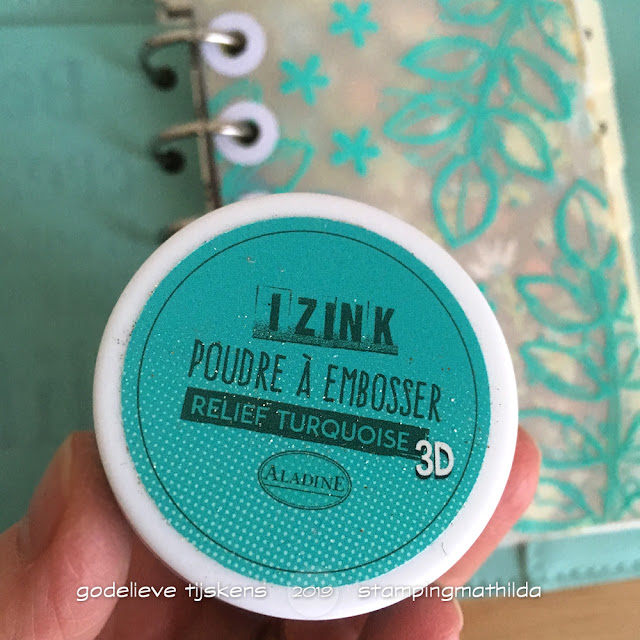 IZINK
POUDRE À EMBOSSER
RELIEF TURQUOISE
3D
ALADINE
godelieve tijskens 2019 stampingmathilda